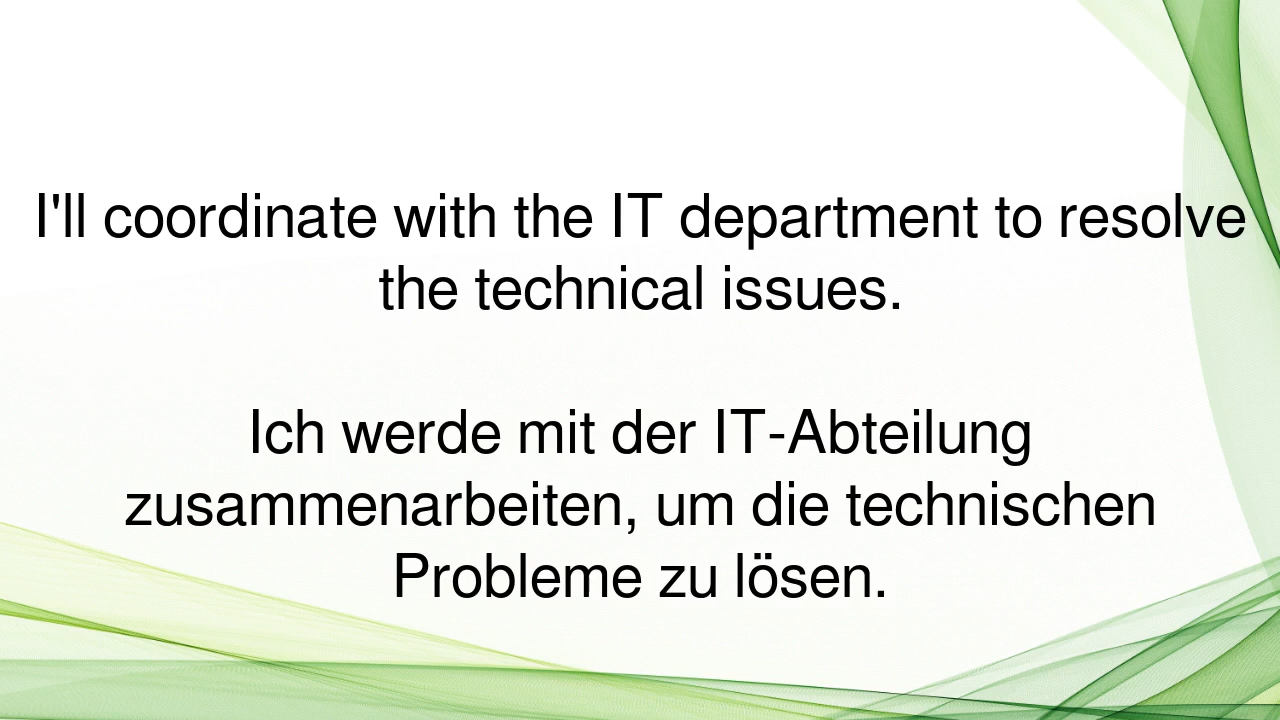 I'll coordinate with the IT department to resolve
the technical issues.
Ich werde mit der IT-Abteilung
zusammenarbeiten, um die technischen
Probleme zu lösen.